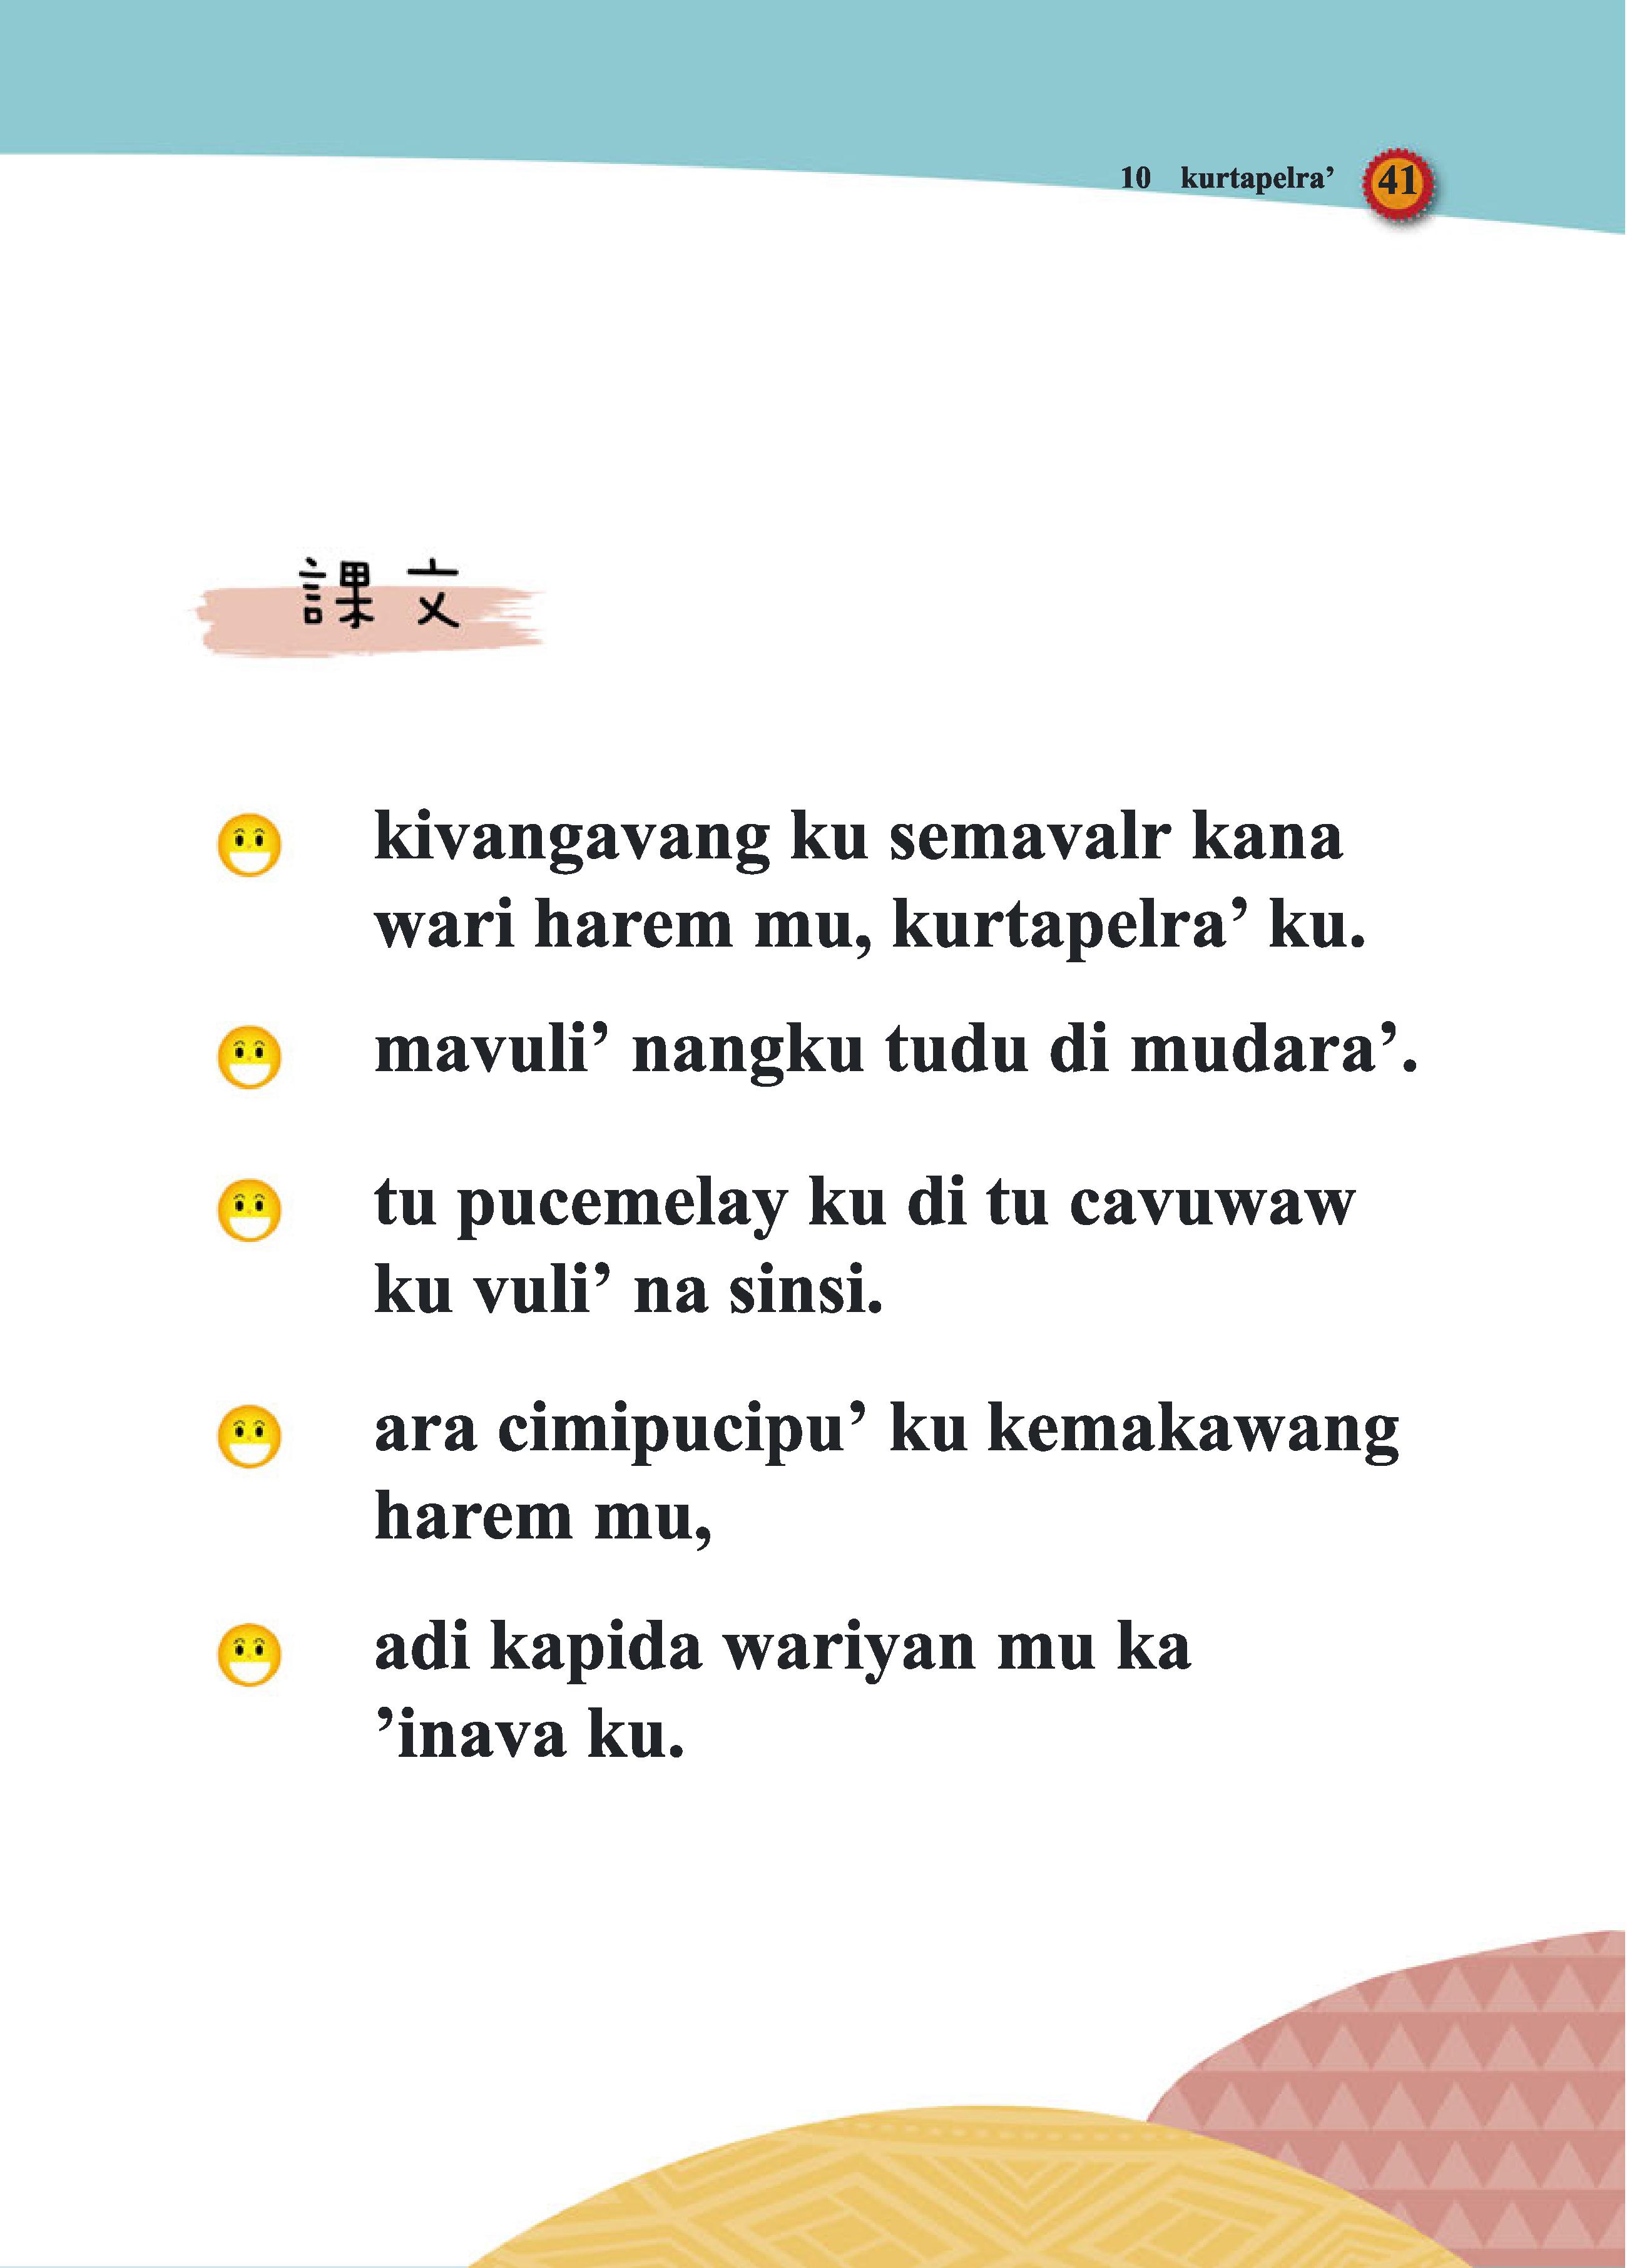 10 kurtapelra’ 41
課文
kivangavang ku semavalr kana
wari harem mu, kurtapelra’ ku.
mavuli’ nangku tudu di mudara’.
tu pucemelay ku di tu cavuwaw
ku vuli’ na sinsi.
ara cimipucipu’ ku kemakawang
harem mu,
adi kapida wariyan mu ka
’inava ku.